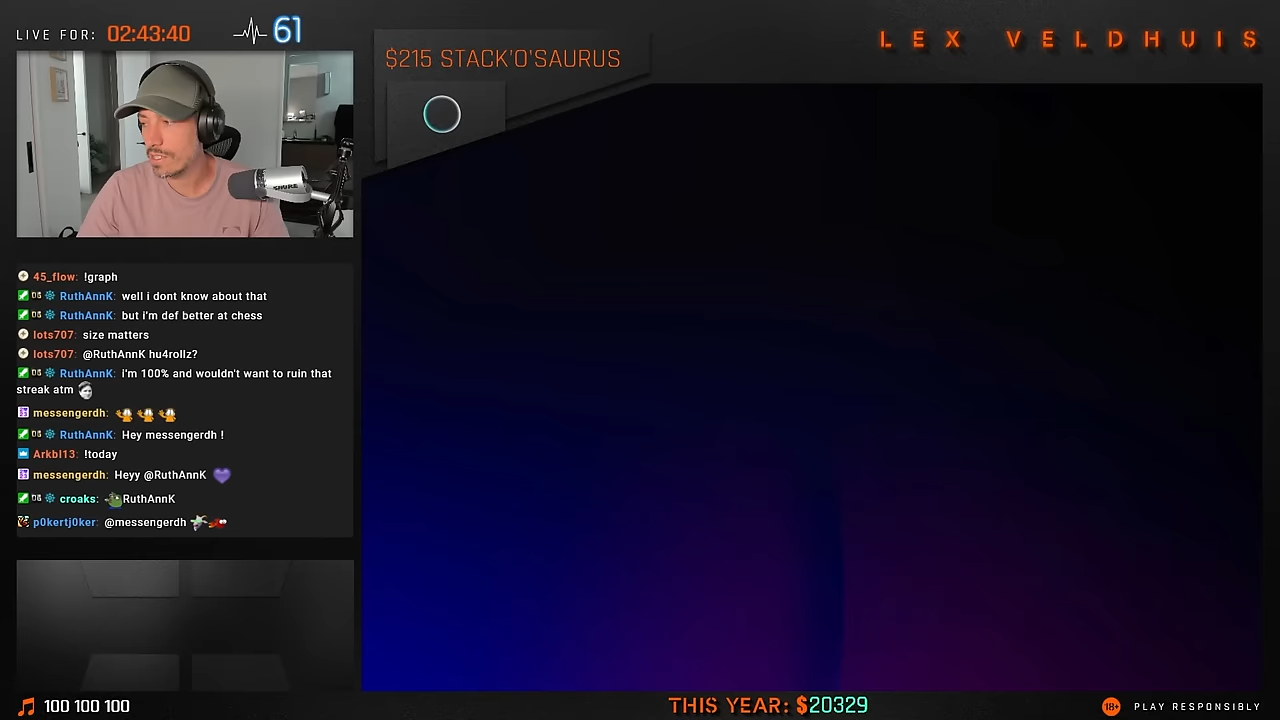 LIVE FOR: 02:43:40
61
$215 STACK'O'SAURUS
LEX VELDHUIS
SHURE
45_flow: !graph
RuthAnnK: well i dont know about that
RuthAnnK: but i'm def better at chess
lots707: size matters
lots707: @RuthAnnK hu4rollz?
RuthAnnK: i'm 100% and wouldn't want to ruin that
streak atm
messengerdh:
RuthAnnK: Hey messengerdh !
Arkbl13: !today
messengerdh: Heyy @RuthAnnK
croaks: RuthAnnK
p0kertj0ker: @messengerdh
100 100 100
THIS YEAR: $20329
18+ PLAY RESPONSIBLY